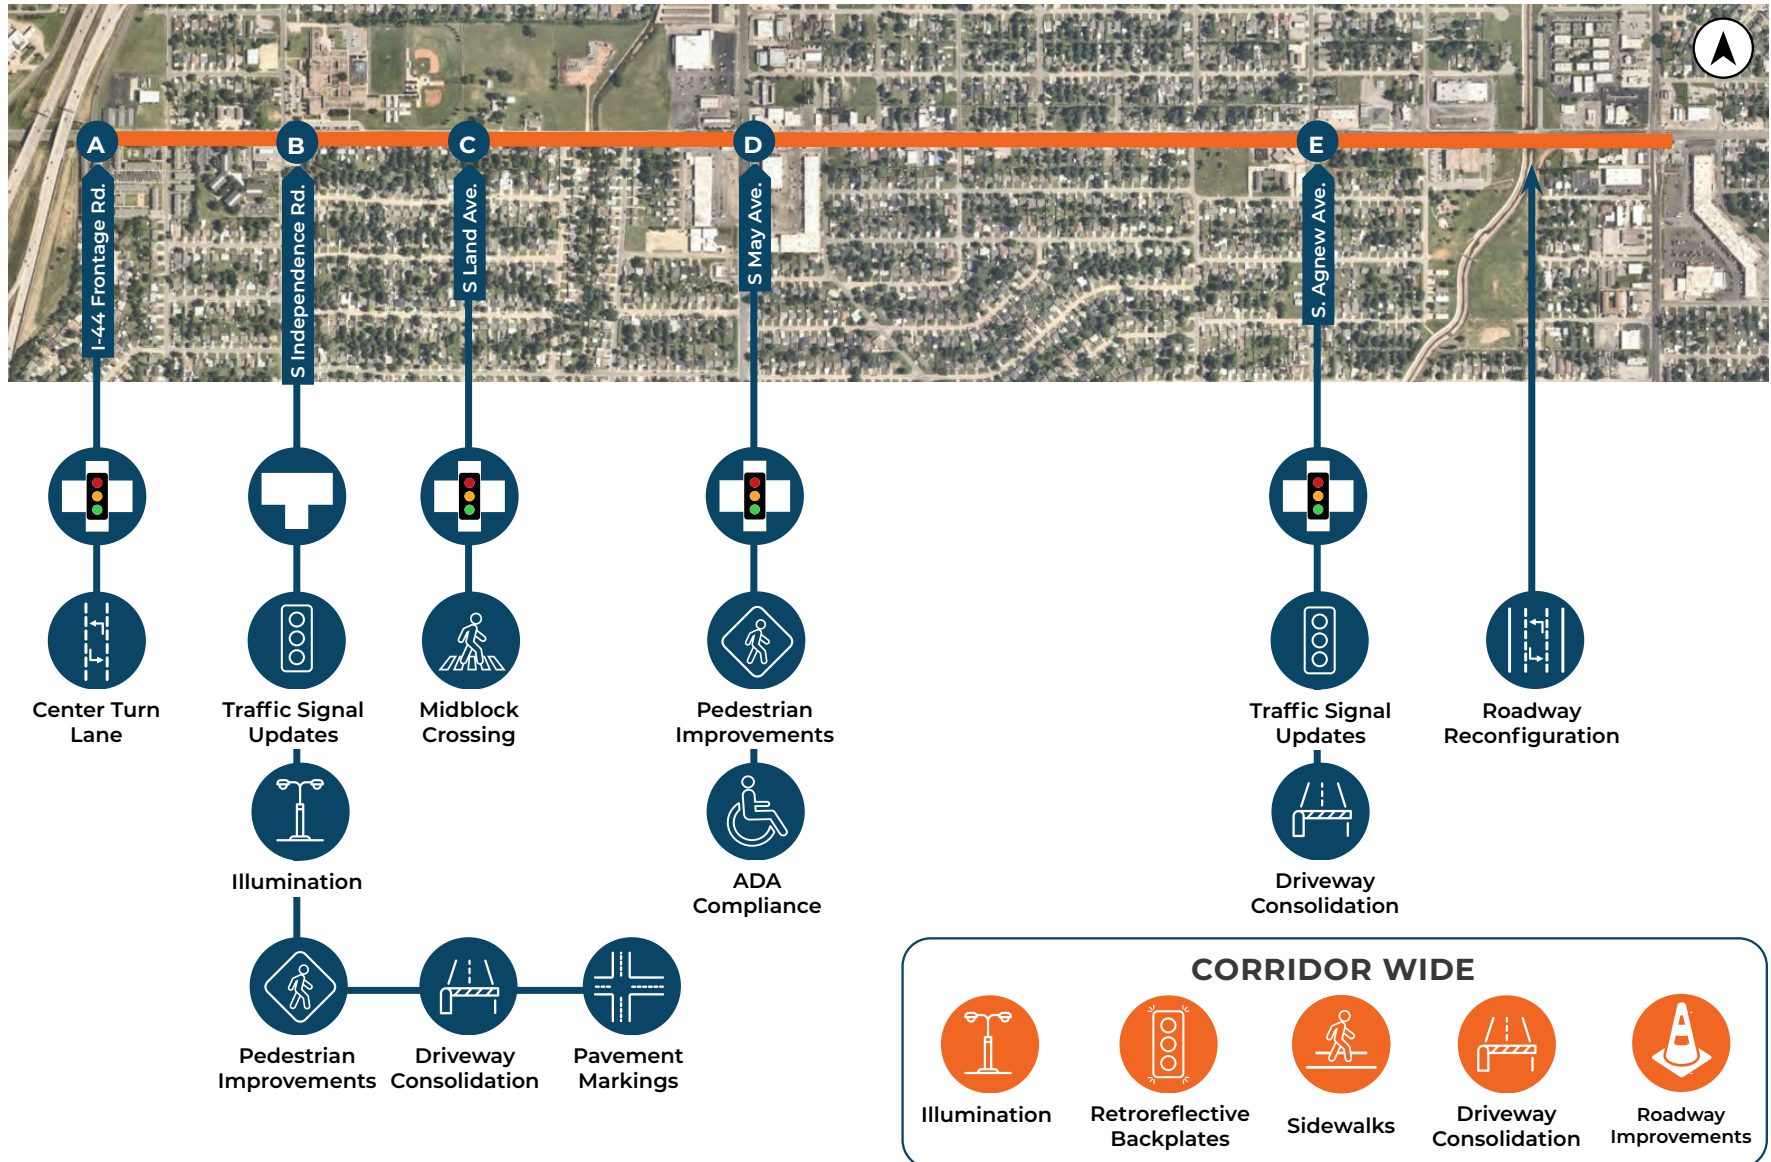 A
B
C
D
E
I-44 Frontage Rd.
S Independence Rd.
S Land Ave.
S May Ave.
S. Agnew Ave.
Center Turn
Lane
Traffic Signal
Updates
Midblock
Crossing
Pedestrian
Improvements
Traffic Signal
Updates
Roadway
Reconfiguration
Illumination
ADA
Compliance
Driveway
Consolidation
Pedestrian
Improvements
Driveway
Consolidation
Pavement
Markings
CORRIDOR WIDE
Illumination
Retroreflective
Backplates
Sidewalks
Driveway
Consolidation
Roadway
Improvements